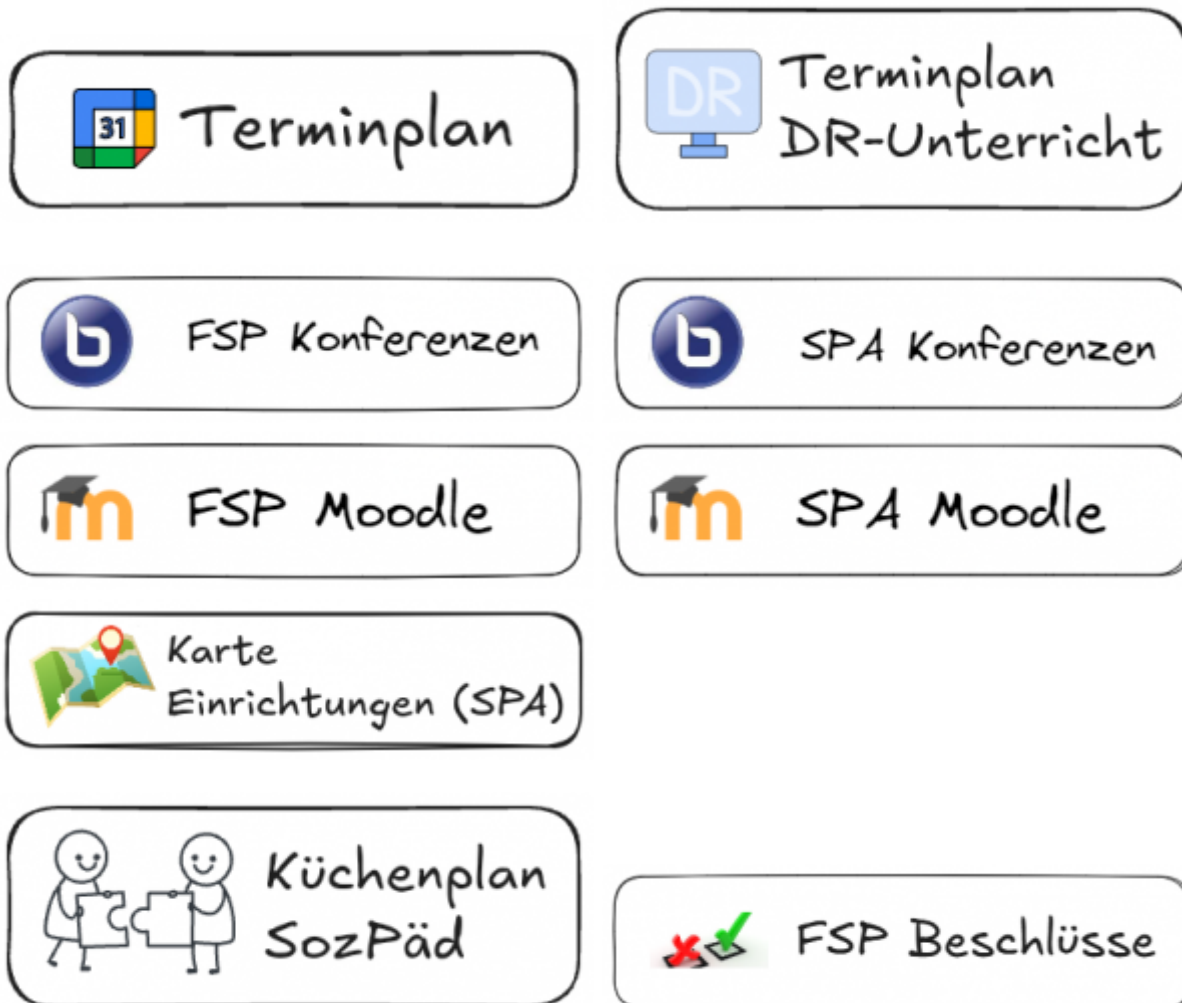 31 Terminplan
DR
Terminplan
DR-Unterricht
b FSP Konferenzen
b SPA Konferenzen
m FSP Moodle
m SPA Moodle
Karte
Einrichtungen (SPA)
Küchenplan
SozPäd
FSP Beschlüsse